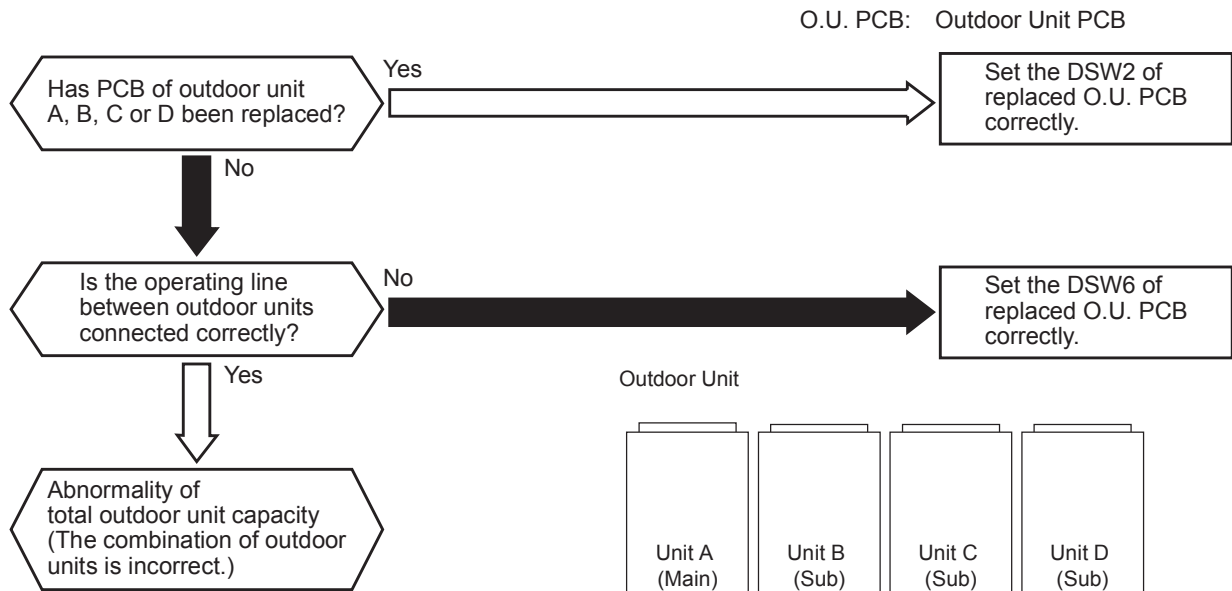 O.U. PCB: Outdoor Unit PCB
Has PCB of outdoor unit
A, B, C or D been replaced?
Yes
Set the DSW2 of
replaced O.U. PCB
correctly.
No
Is the operating line
between outdoor units
connected correctly?
No
Set the DSW6 of
replaced O.U. PCB
correctly.
Yes
Outdoor Unit
Abnormality of
total outdoor unit capacity
(The combination of outdoor
units is incorrect.)
Unit A
(Main)
Unit B
(Sub)
Unit C
(Sub)
Unit D
(Sub)